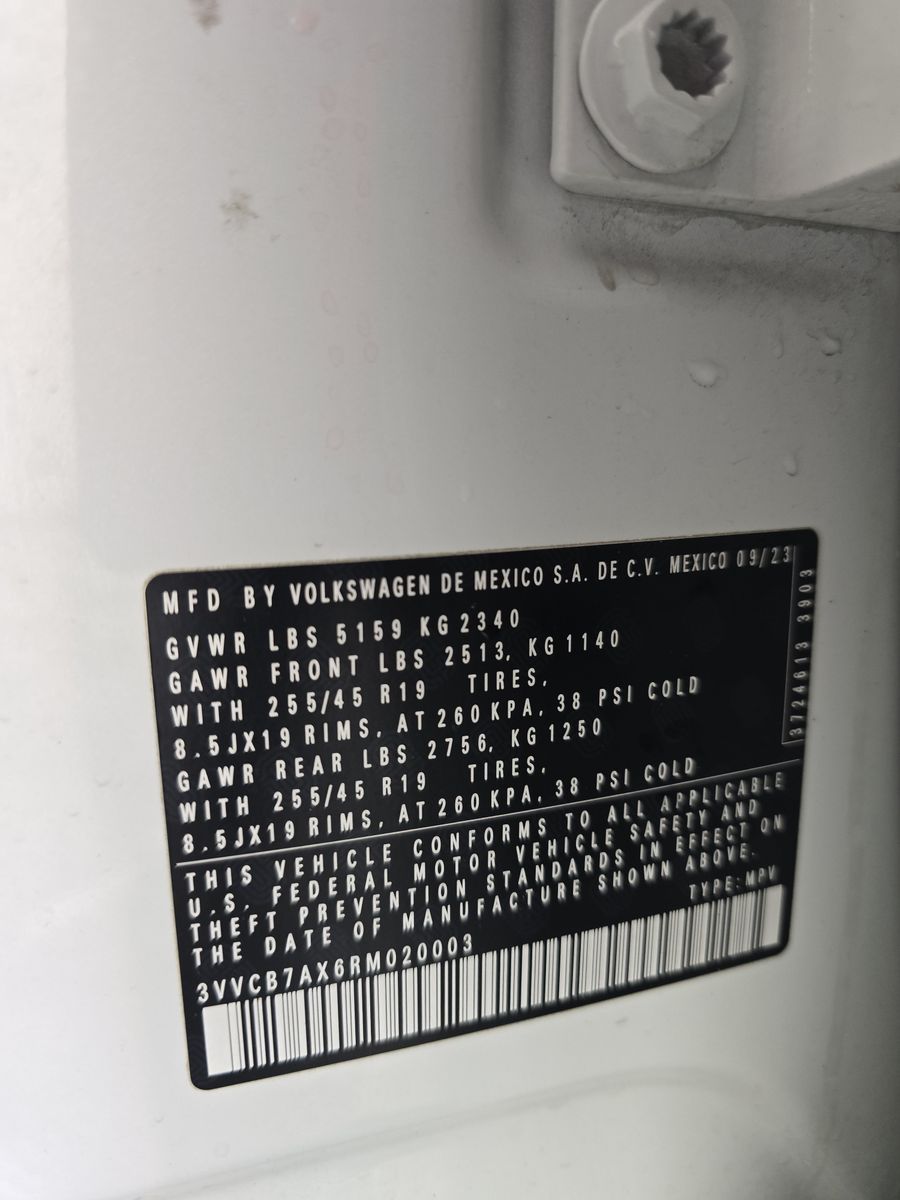 MFD BY VOLKSWAGEN DE MEXICO S.A. DE C.V. MEXICO 09/23
GVWR LBS 5159 KG 2340
GAWR FRONT LBS 2513, KG 1140
WITH 255/45 R19 TIRES,
8.5JX19 RIMS, AT 260 KPA, 38 PSI COLD
GAWR REAR LBS 2756, KG 1250
WITH 255/45 R19 TIRES,
8.5JX19 RIMS, AT 260 KPA, 38 PSI COLD
3724613 3903
THIS VEHICLE CONFORMS TO ALL APPLICABLE
U.S. FEDERAL MOTOR VEHICLE SAFETY AND
THEFT PREVENTION STANDARDS IN EFFECT ON
THE DATE OF MANUFACTURE SHOWN ABOVE.
TYPE: MPV
3VVCB7AX6RM020003